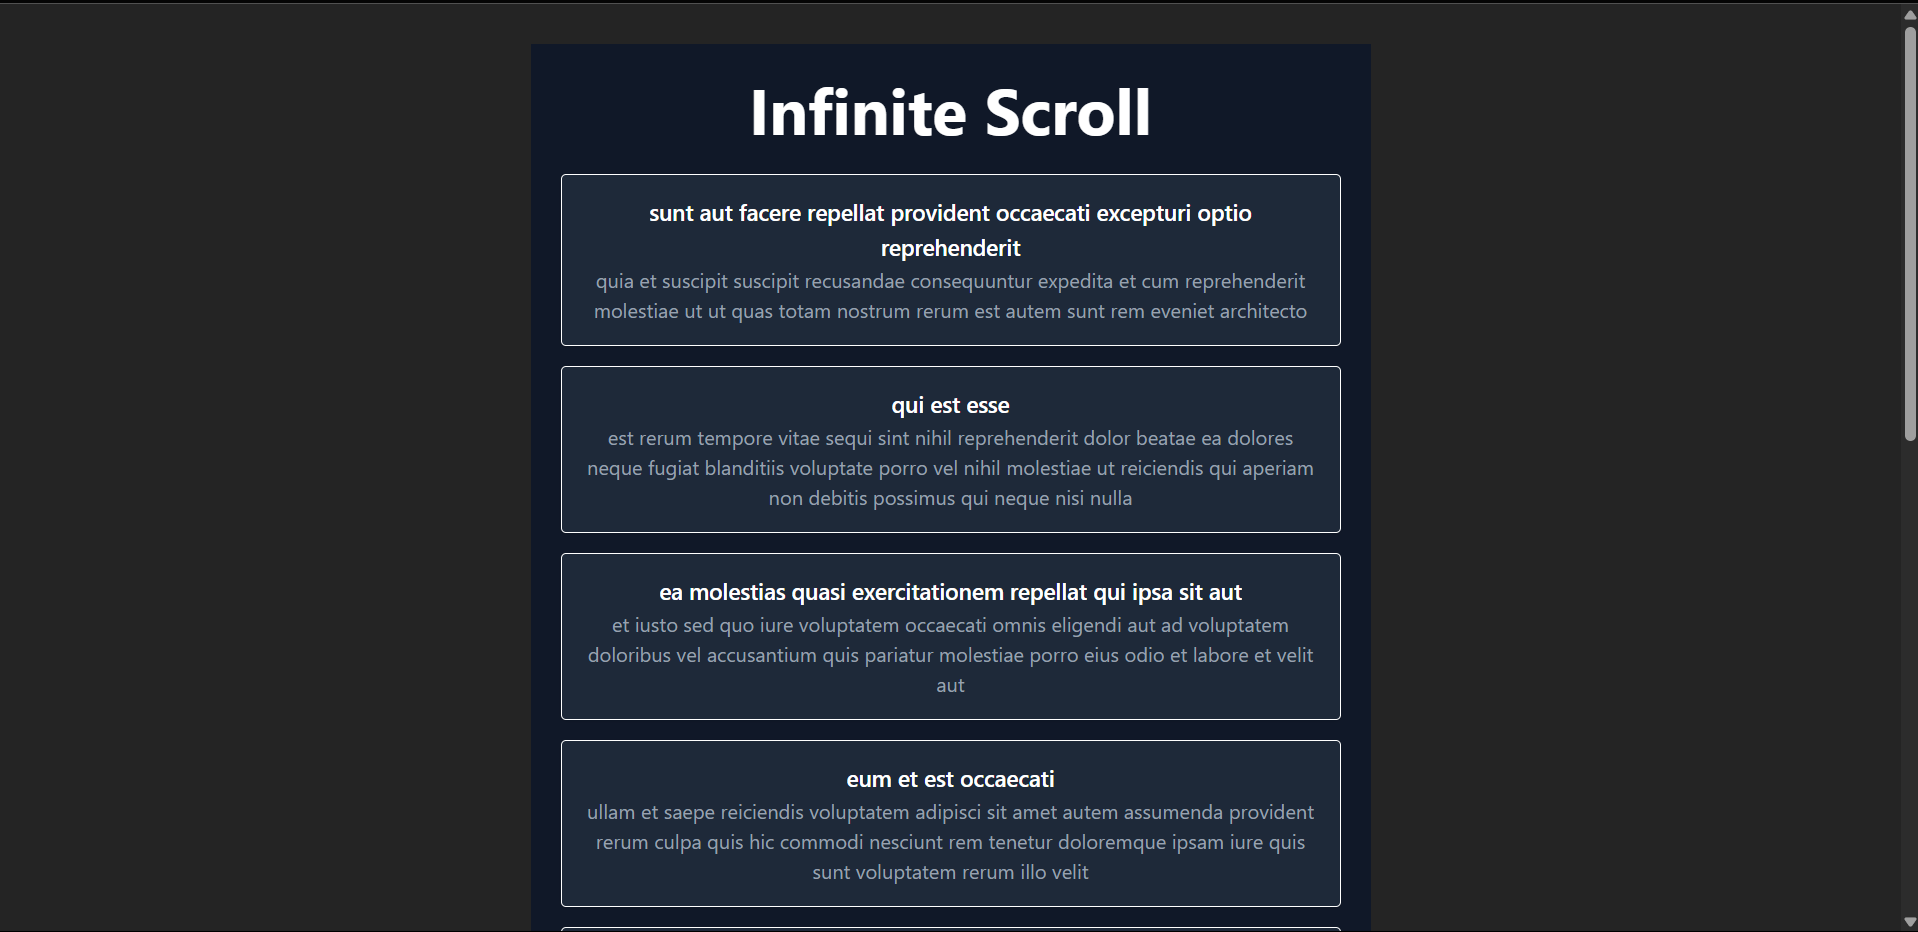 Infinite Scroll
sunt aut facere repellat provident occaecati excepturi optio
reprehenderit
quia et suscipit suscipit recusandae consequuntur expedita et cum reprehenderit
molestiae ut ut quas totam nostrum rerum est autem sunt rem eveniet architecto
qui est esse
est rerum tempore vitae sequi sint nihil reprehenderit dolor beatae ea dolores
neque fugiat blanditiis voluptate porro vel nihil molestiae ut reiciendis qui aperiam
non debitis possimus qui neque nisi nulla
ea molestias quasi exercitationem repellat qui ipsa sit aut
et iusto sed quo iure voluptatem occaecati omnis eligendi aut ad voluptatem
doloribus vel accusantium quis pariatur molestiae porro eius odio et labore et velit
aut
eum et est occaecati
ullam et saepe reiciendis voluptatem adipisci sit amet autem assumenda provident
rerum culpa quis hic commodi nesciunt rem tenetur doloremque ipsam iure quis
sunt voluptatem rerum illo velit